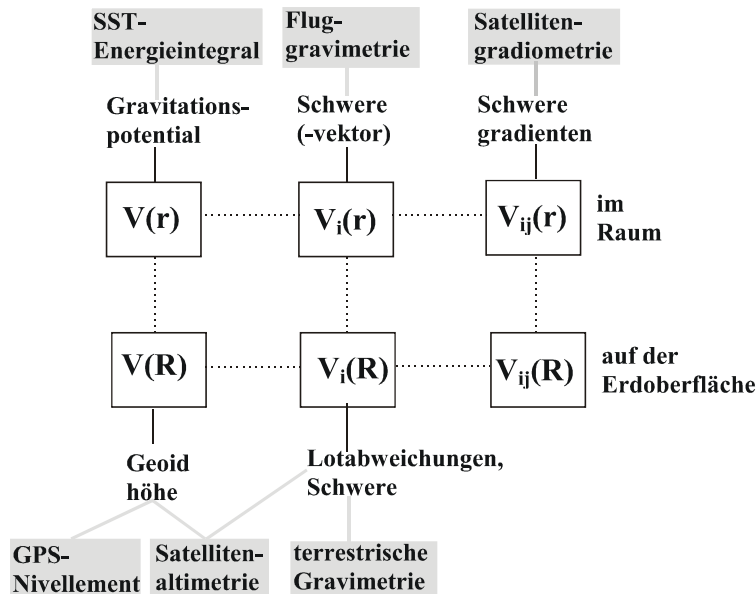 SST-
Energieintegral
Flug-
gravimetrie
Satelliten-
gradiometrie
Gravitations-
potential
Schwere
(-vektor)
Schwere
gradienten
V(r)
Vᵢ(r)
Vᵢⱼ(r)
im
Raum
V(R)
Vᵢ(R)
Vᵢⱼ(R)
auf der
Erdoberfläche
Geoid
höhe
Lotabweichungen,
Schwere
GPS-
Nivellement
Satelliten-
altimetrie
terrestrische
Gravimetrie